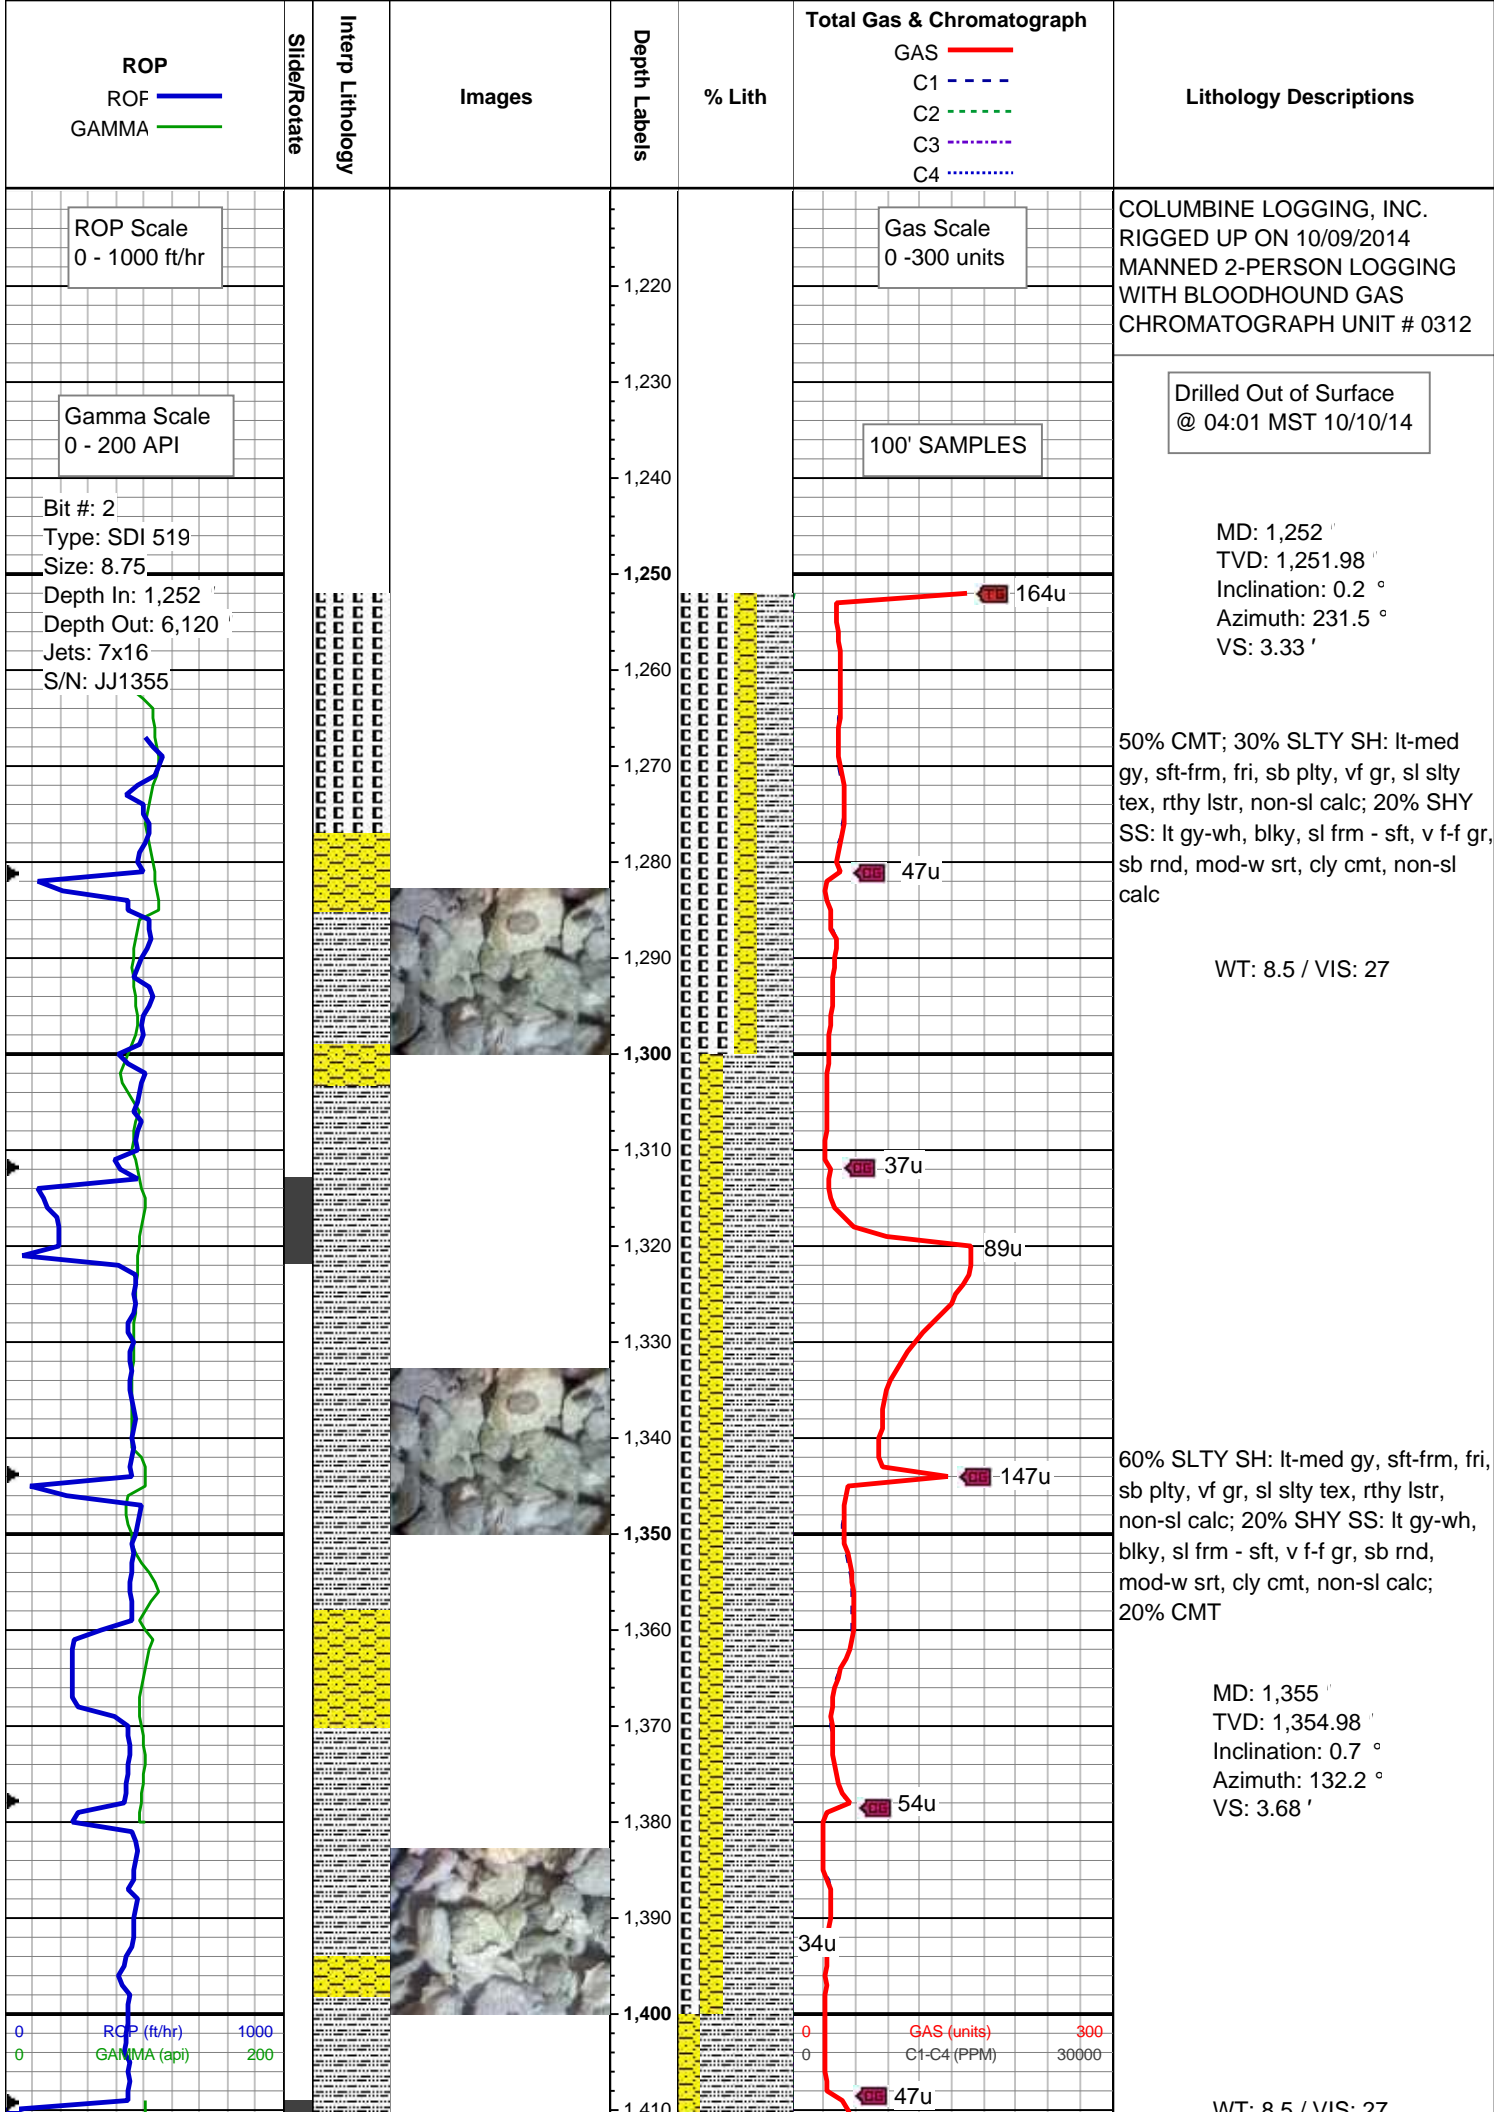 ROP
ROP
GAMMA
Slide/Rotate
Interp Lithology
Images
Depth Labels
% Lith
Total Gas & Chromatograph
GAS
C1
C2
C3
C4
Lithology Descriptions
ROP Scale
0 - 1000 ft/hr
Gamma Scale
0 - 200 API
Bit #: 2
Type: SDI 519
Size: 8.75
Depth In: 1,252 '
Depth Out: 6,120 '
Jets: 7x16
S/N: JJ1355
0 ROP (ft/hr) 1000
0 GAMMA (api) 200
1,220
1,230
1,240
1,250
1,260
1,270
1,280
1,290
1,300
1,310
1,320
1,330
1,340
1,350
1,360
1,370
1,380
1,390
1,400
1,410
Gas Scale
0 -300 units
100' SAMPLES
TG 164u
CG 47u
CG 37u
89u
CG 147u
CG 54u
34u
0 GAS (units) 300
0 C1-C4 (PPM) 30000
CG 47u
COLUMBINE LOGGING, INC.
RIGGED UP ON 10/09/2014
MANNED 2-PERSON LOGGING
WITH BLOODHOUND GAS
CHROMATOGRAPH UNIT # 0312
Drilled Out of Surface
@ 04:01 MST 10/10/14
MD: 1,252 '
TVD: 1,251.98 '
Inclination: 0.2 °
Azimuth: 231.5 °
VS: 3.33 '
50% CMT; 30% SLTY SH: lt-med
gy, sft-frm, fri, sb plty, vf gr, sl slty
tex, rthy lstr, non-sl calc; 20% SHY
SS: lt gy-wh, blky, sl frm - sft, v f-f gr,
sb rnd, mod-w srt, cly cmt, non-sl
calc
WT: 8.5 / VIS: 27
60% SLTY SH: lt-med gy, sft-frm, fri,
sb plty, vf gr, sl slty tex, rthy lstr,
non-sl calc; 20% SHY SS: lt gy-wh,
blky, sl frm - sft, v f-f gr, sb rnd,
mod-w srt, cly cmt, non-sl calc;
20% CMT
MD: 1,355 '
TVD: 1,354.98 '
Inclination: 0.7 °
Azimuth: 132.2 °
VS: 3.68 '
WT: 8.5 / VIS: 27